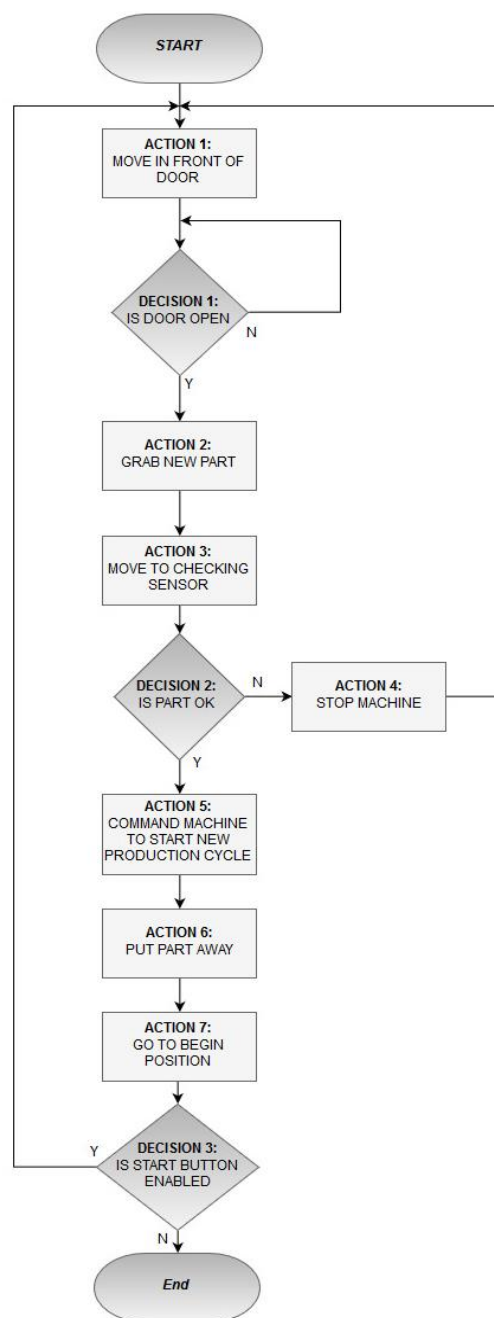 START
ACTION 1:
MOVE IN FRONT OF
DOOR
DECISION 1:
IS DOOR OPEN
N
Y
ACTION 2:
GRAB NEW PART
ACTION 3:
MOVE TO CHECKING
SENSOR
DECISION 2:
IS PART OK
N
ACTION 4:
STOP MACHINE
Y
ACTION 5:
COMMAND MACHINE
TO START NEW
PRODUCTION CYCLE
ACTION 6:
PUT PART AWAY
ACTION 7:
GO TO BEGIN
POSITION
Y
DECISION 3:
IS START BUTTON
ENABLED
N
End